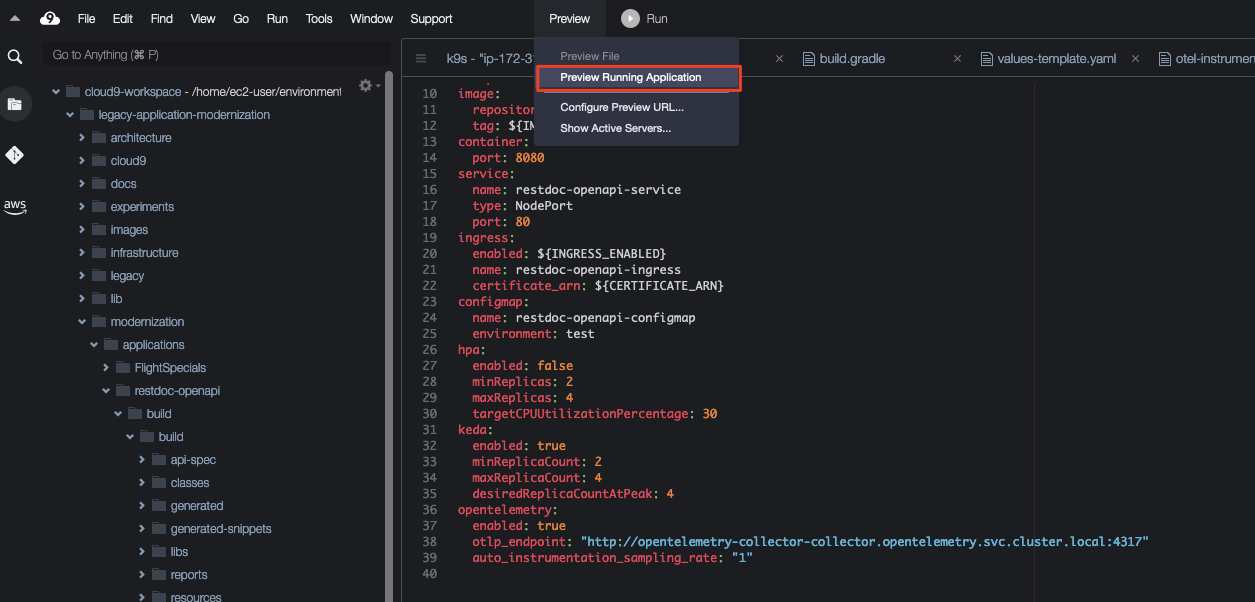 File Edit Find View Go Run Tools Window Support Preview Run
Go to Anything (⌘ P)
cloud9-workspace - /home/ec2-user/environment
legacy-application-modernization
architecture
cloud9
docs
experiments
images
infrastructure
legacy
lib
modernization
applications
FlightSpecials
restdoc-openapi
build
build
api-spec
classes
generated
generated-snippets
libs
reports
resources
aws
k9s - "ip-172-3
build.gradle
values-template.yaml
otel-instrumen
Preview File
Preview Running Application
Configure Preview URL...
Show Active Servers...
10 image:
11 repositor
12 tag: ${IM
13 container:
14 port: 8080
15 service:
16 name: restdoc-openapi-service
17 type: NodePort
18 port: 80
19 ingress:
20 enabled: ${INGRESS_ENABLED}
21 name: restdoc-openapi-ingress
22 certificate_arn: ${CERTIFICATE_ARN}
23 configmap:
24 name: restdoc-openapi-configmap
25 environment: test
26 hpa:
27 enabled: false
28 minReplicas: 2
29 maxReplicas: 4
30 targetCPUUtilizationPercentage: 30
31 keda:
32 enabled: true
33 minReplicaCount: 2
34 maxReplicaCount: 4
35 desiredReplicaCountAtPeak: 4
36 opentelemetry:
37 enabled: true
38 otlp_endpoint: "http://opentelemetry-collector-collector.opentelemetry.svc.cluster.local:4317"
39 auto_instrumentation_sampling_rate: "1"
40